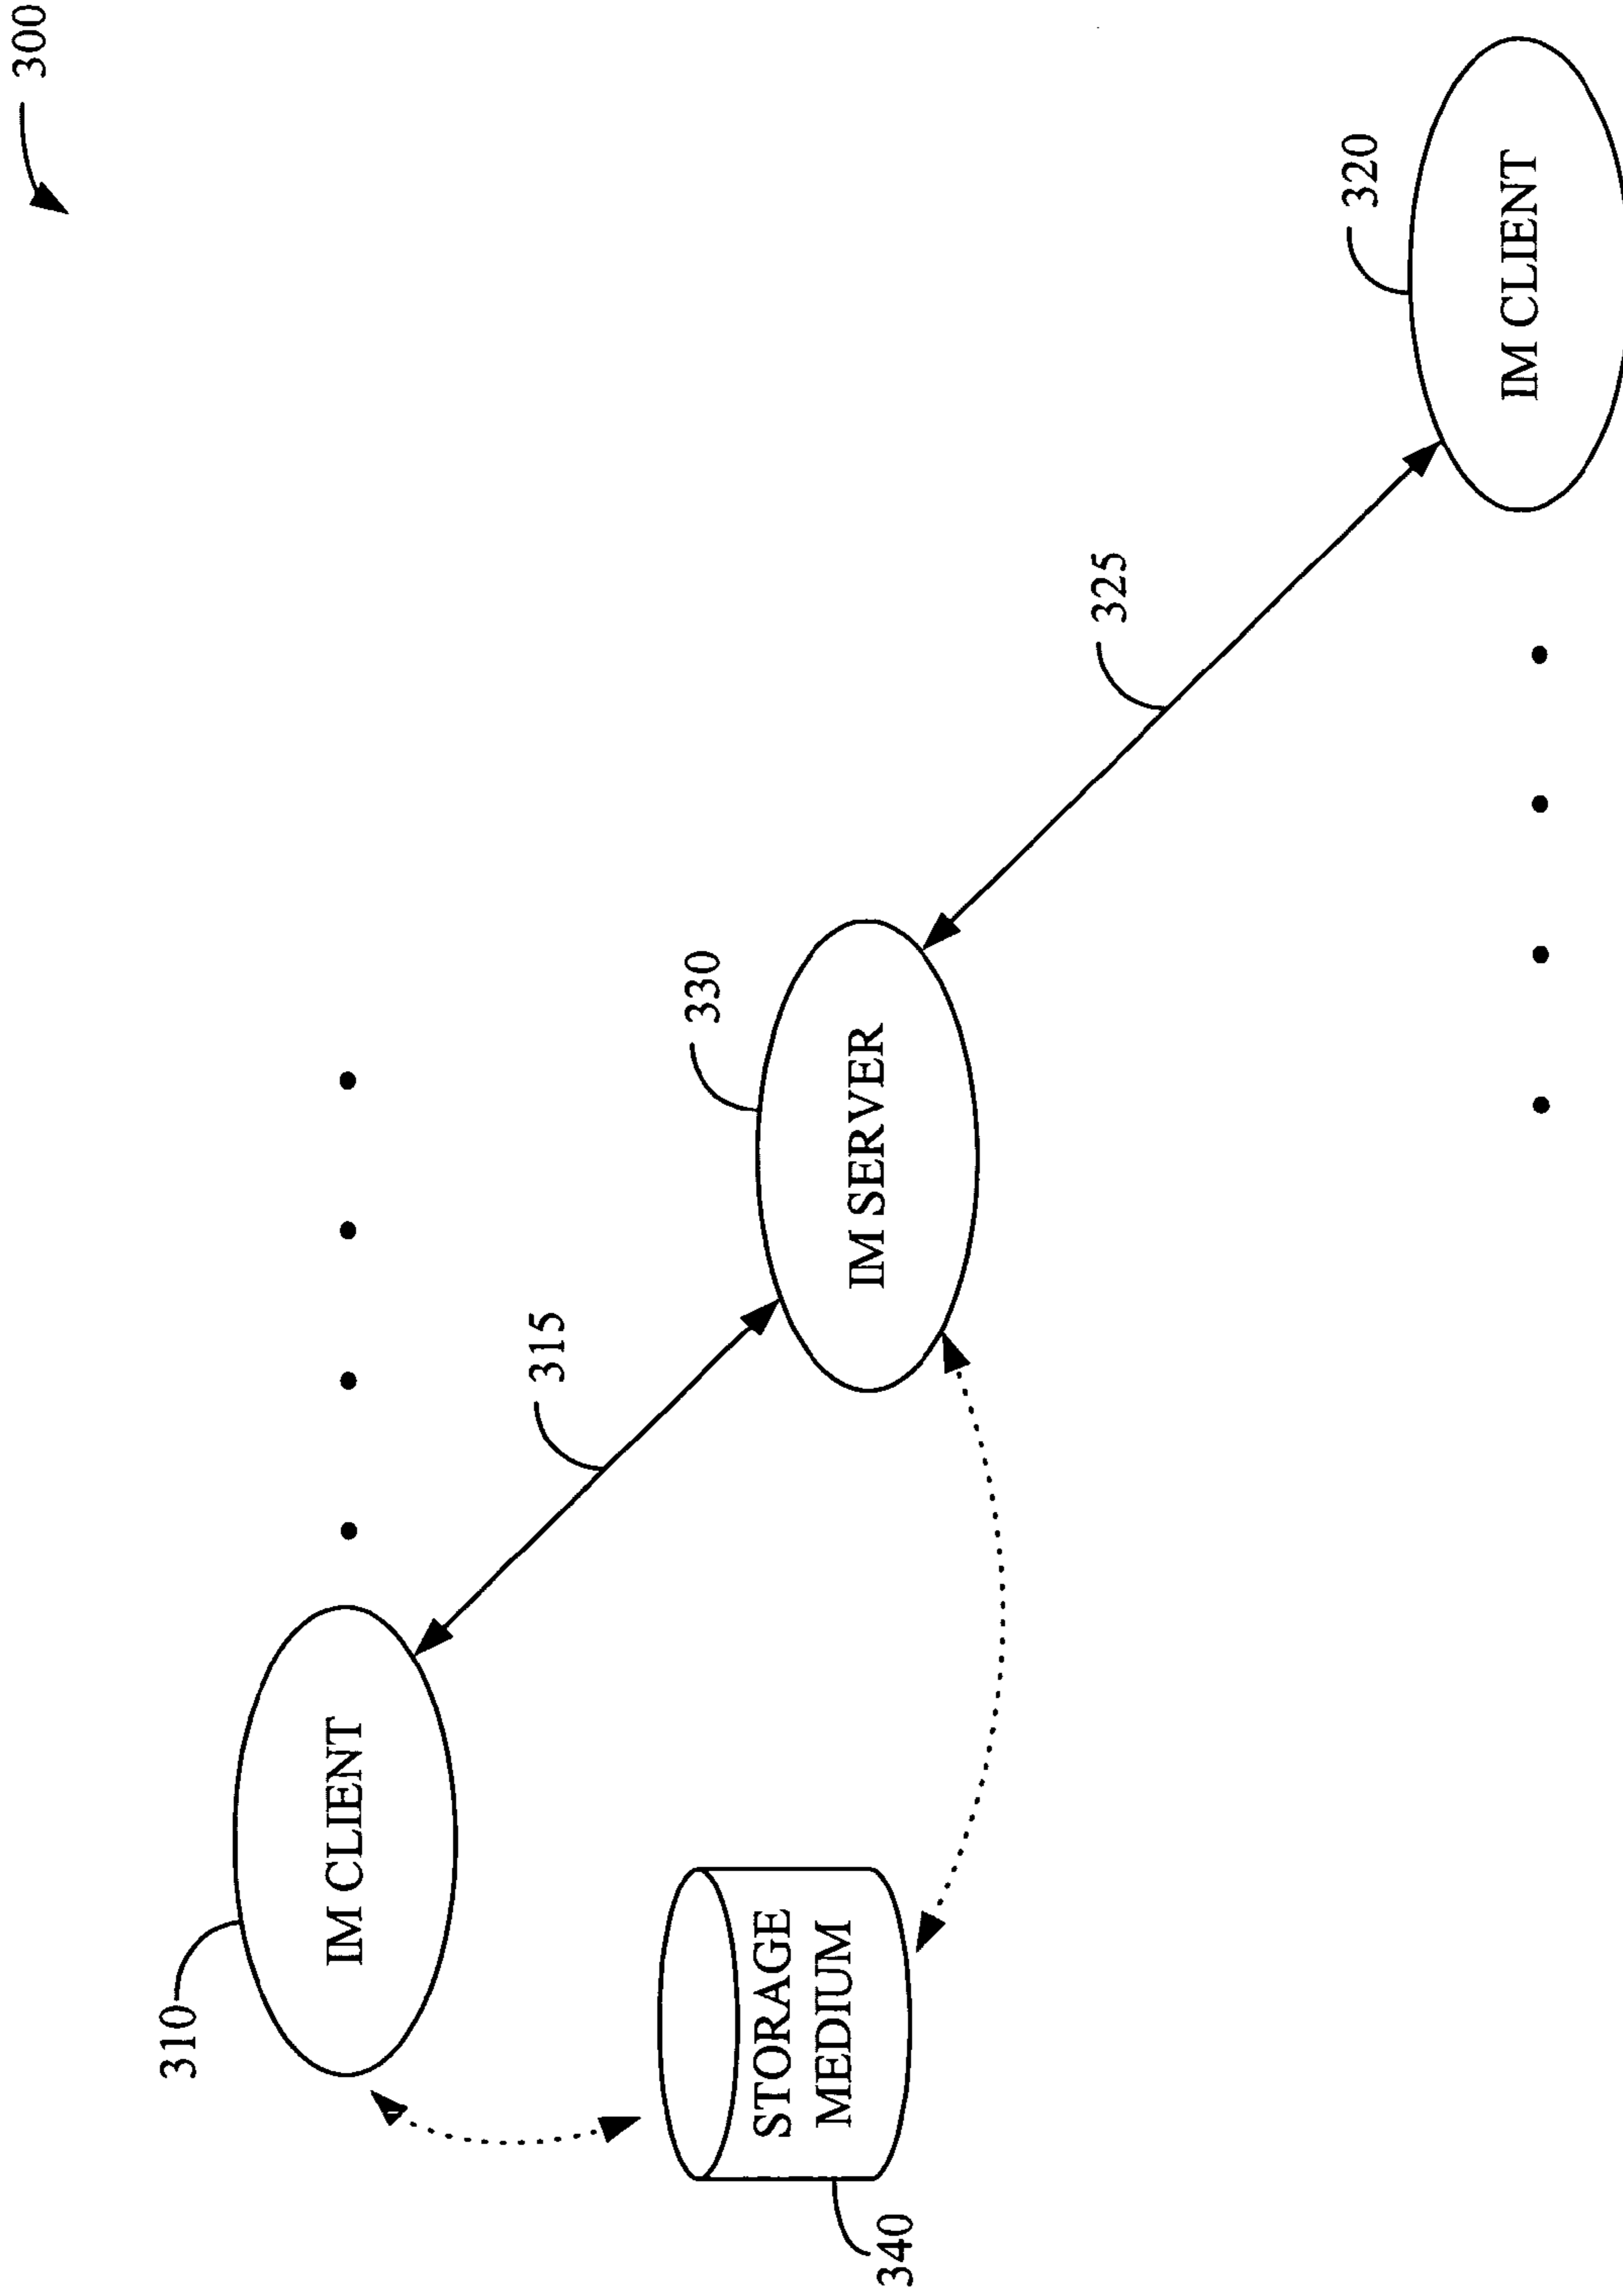 300
310
IM CLIENT
315
330
IM SERVER
STORAGE
MEDIUM
340
325
320
IM CLIENT